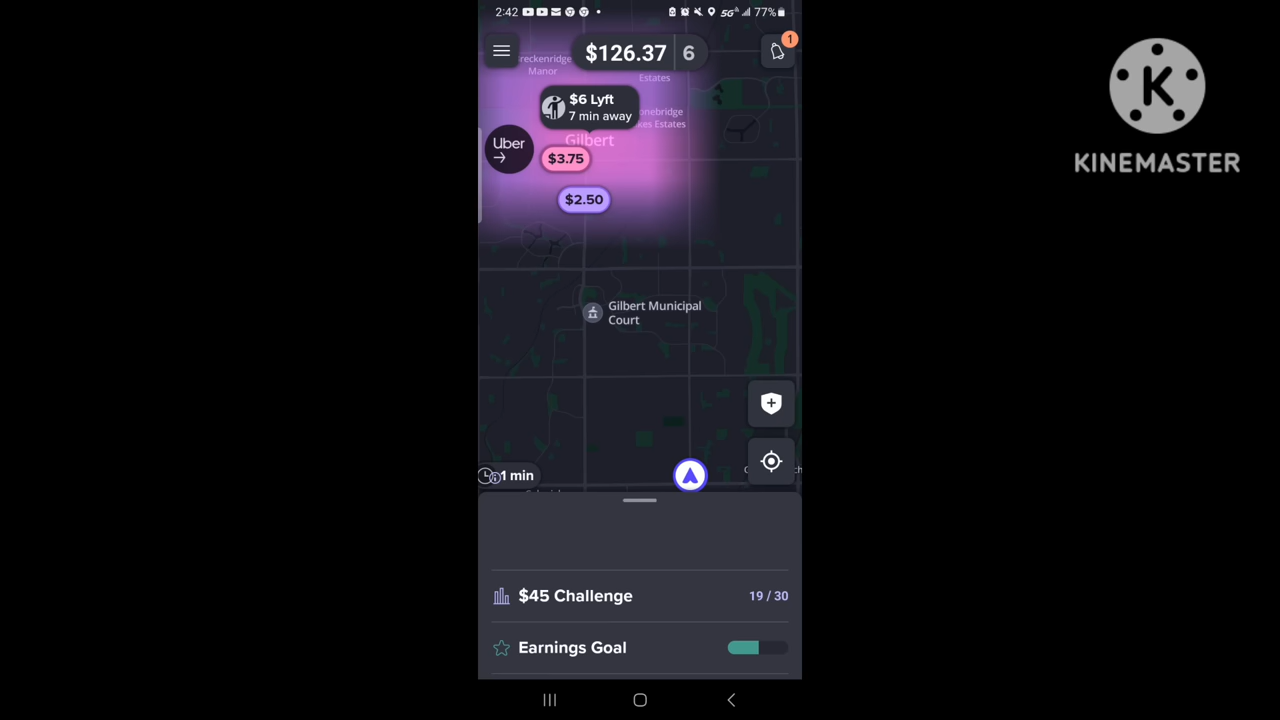 2:42
5G
77%
$126.37 6
1
reckenridge
Manor
Estates
$6 Lyft
7 min away
onebridge
kes Estates
Gilbert
Uber
$3.75
$2.50
Gilbert Municipal
Court
1 min
$45 Challenge 19 / 30
Earnings Goal
K
KINEMASTER